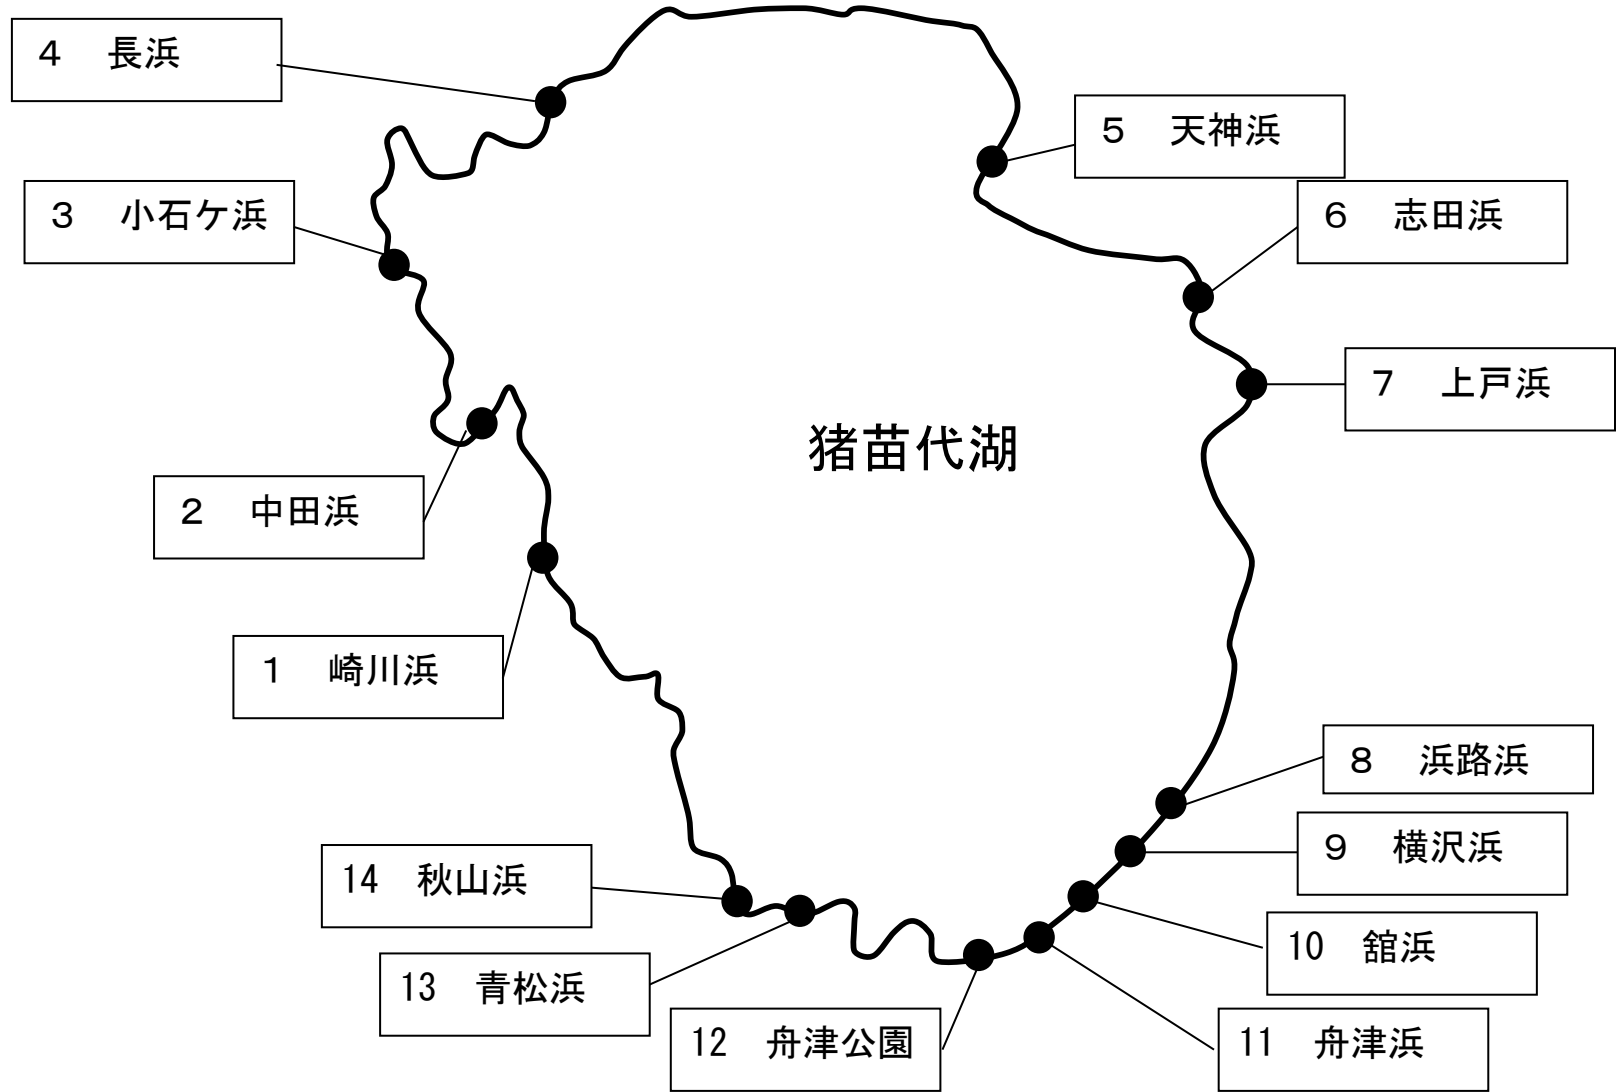 ４　長浜
５　天神浜
３　小石ケ浜
６　志田浜
７　上戸浜
猪苗代湖
２　中田浜
１　崎川浜
８　浜路浜
９　横沢浜
14　秋山浜
10　舘浜
13　青松浜
12　舟津公園
11　舟津浜